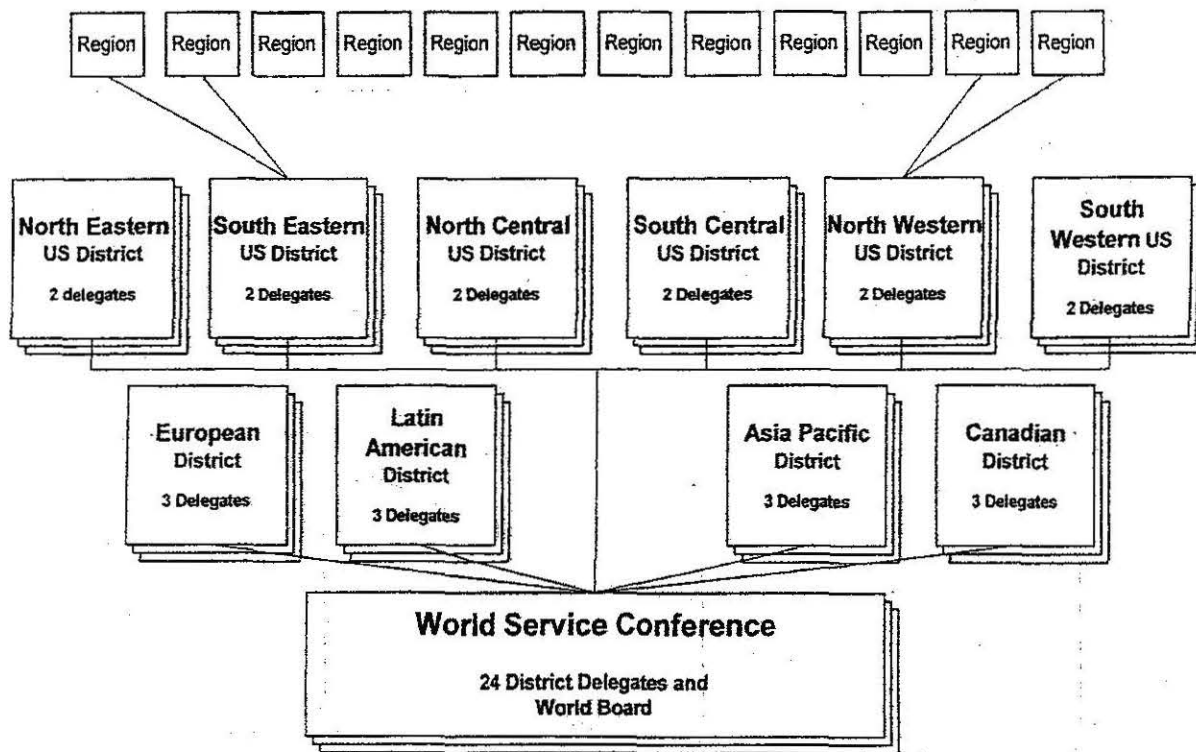 Region Region Region Region Region Region Region Region Region Region Region Region
North Eastern
US District
2 delegates
South Eastern
US District
2 Delegates
North Central
US District
2 Delegates
South Central
US District
2 Delegates
North Western
US District
2 Delegates
South
Western US
District
2 Delegates
European
District
3 Delegates
Latin
American
District
3 Delegates
Asia Pacific
District
3 Delegates
Canadian
District
3 Delegates
World Service Conference
24 District Delegates and
World Board